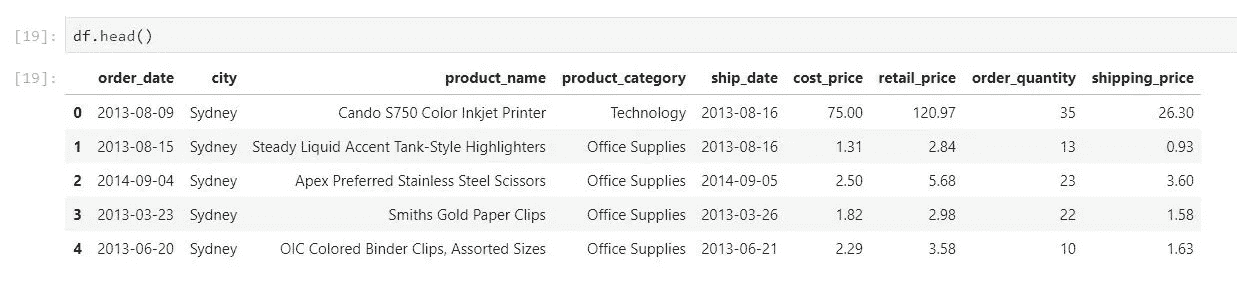 [19]: df.head()
[19]: order_date city product_name product_category ship_date cost_price retail_price order_quantity shipping_price
0 2013-08-09 Sydney Cando S750 Color Inkjet Printer Technology 2013-08-16 75.00 120.97 35 26.30
1 2013-08-15 Sydney Steady Liquid Accent Tank-Style Highlighters Office Supplies 2013-08-16 1.31 2.84 13 0.93
2 2014-09-04 Sydney Apex Preferred Stainless Steel Scissors Office Supplies 2014-09-05 2.50 5.68 23 3.60
3 2013-03-23 Sydney Smiths Gold Paper Clips Office Supplies 2013-03-26 1.82 2.98 22 1.58
4 2013-06-20 Sydney OIC Colored Binder Clips, Assorted Sizes Office Supplies 2013-06-21 2.29 3.58 10 1.63